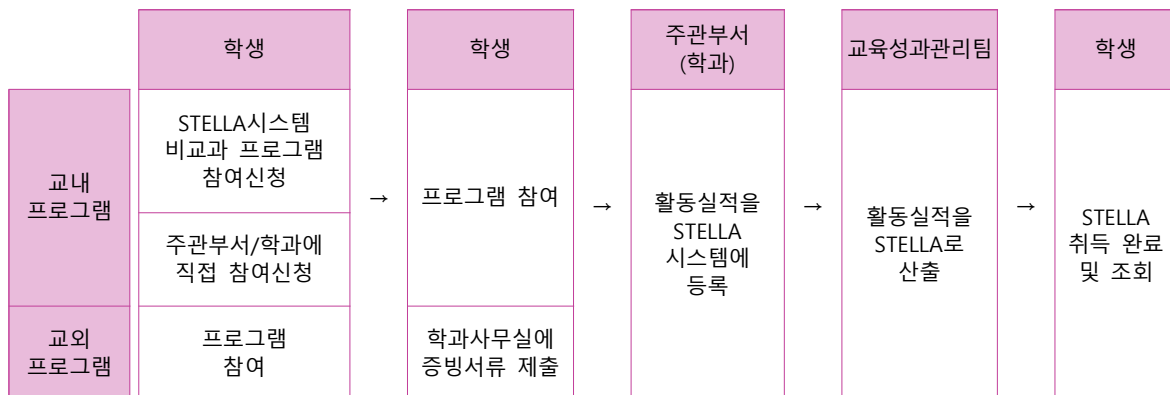 학생
학생
주관부서
(학과)
교육성과관리팀
학생
교내
프로그램
STELLA시스템
비교과 프로그램
참여신청
주관부서/학과에
직접 참여신청
→
프로그램 참여
→
활동실적을
STELLA
시스템에
등록
→
활동실적을
STELLA로
산출
→
STELLA
취득 완료
및 조회
교외
프로그램
프로그램
참여
학과사무실에
증빙서류 제출